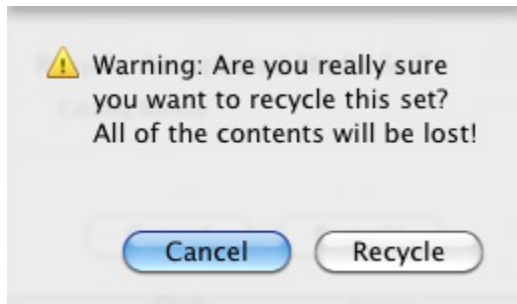 Warning: Are you really sure
you want to recycle this set?
All of the contents will be lost!
Cancel
Recycle